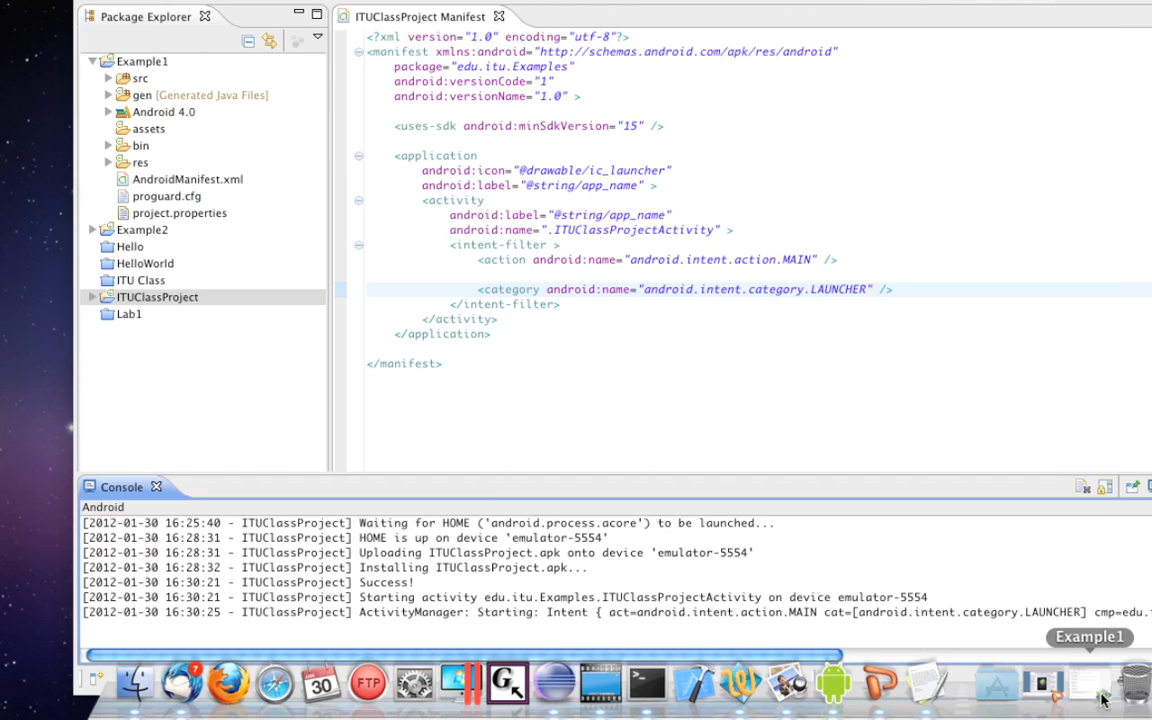 Package Explorer
Example1
src
gen [Generated Java Files]
Android 4.0
assets
bin
res
AndroidManifest.xml
proguard.cfg
project.properties
Example2
Hello
HelloWorld
ITU Class
ITUClassProject
Lab1
ITUClassProject Manifest
<?xml version="1.0" encoding="utf-8"?>
<manifest xmlns:android="http://schemas.android.com/apk/res/android"
package="edu.itu.Examples"
android:versionCode="1"
android:versionName="1.0" >
<uses-sdk android:minSdkVersion="15" />
<application
android:icon="@drawable/ic_launcher"
android:label="@string/app_name" >
<activity
android:label="@string/app_name"
android:name=".ITUClassProjectActivity" >
<intent-filter >
<action android:name="android.intent.action.MAIN" />
<category android:name="android.intent.category.LAUNCHER" />
</intent-filter>
</activity>
</application>
</manifest>
Console
Android
[2012-01-30 16:25:40 - ITUClassProject] Waiting for HOME ('android.process.acore') to be launched...
[2012-01-30 16:28:31 - ITUClassProject] HOME is up on device 'emulator-5554'
[2012-01-30 16:28:31 - ITUClassProject] Uploading ITUClassProject.apk onto device 'emulator-5554'
[2012-01-30 16:28:32 - ITUClassProject] Installing ITUClassProject.apk...
[2012-01-30 16:30:21 - ITUClassProject] Success!
[2012-01-30 16:30:21 - ITUClassProject] Starting activity edu.itu.Examples.ITUClassProjectActivity on device emulator-5554
[2012-01-30 16:30:25 - ITUClassProject] ActivityManager: Starting: Intent { act=android.intent.action.MAIN cat=[android.intent.category.LAUNCHER] cmp=edu.
Example1
7
30
FTP
G